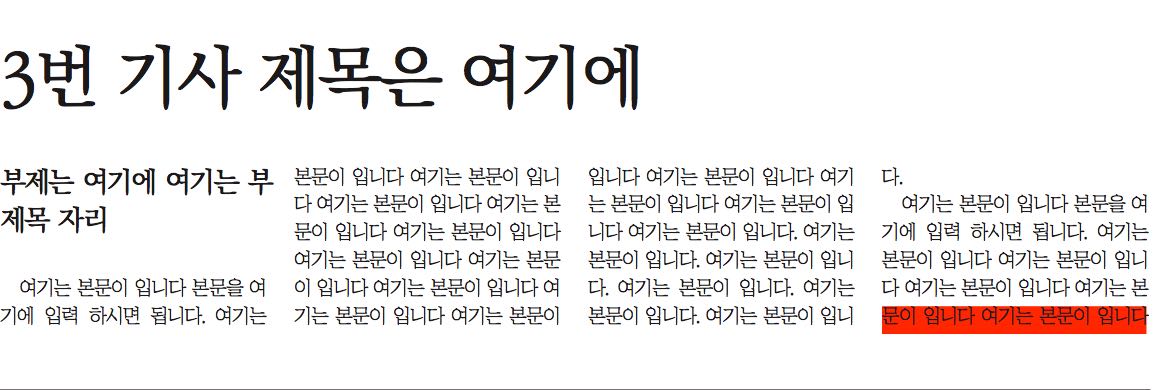 3번 기사 제목은 여기에
부제는 여기에 여기는 부
제목 자리
여기는 본문이 입니다 본문을 여
기에 입력 하시면 됩니다. 여기는
본문이 입니다 여기는 본문이 입니
다 여기는 본문이 입니다 여기는 본
문이 입니다 여기는 본문이 입니다
여기는 본문이 입니다 여기는 본문
이 입니다 여기는 본문이 입니다 여
기는 본문이 입니다 여기는 본문이
입니다 여기는 본문이 입니다 여기
는 본문이 입니다 여기는 본문이 입
니다 여기는 본문이 입니다. 여기는
본문이 입니다. 여기는 본문이 입니
다. 여기는 본문이 입니다. 여기는
본문이 입니다. 여기는 본문이 입니
다.
여기는 본문이 입니다 본문을 여
기에 입력 하시면 됩니다. 여기는
본문이 입니다 여기는 본문이 입니
다 여기는 본문이 입니다 여기는 본
문이 입니다 여기는 본문이 입니다